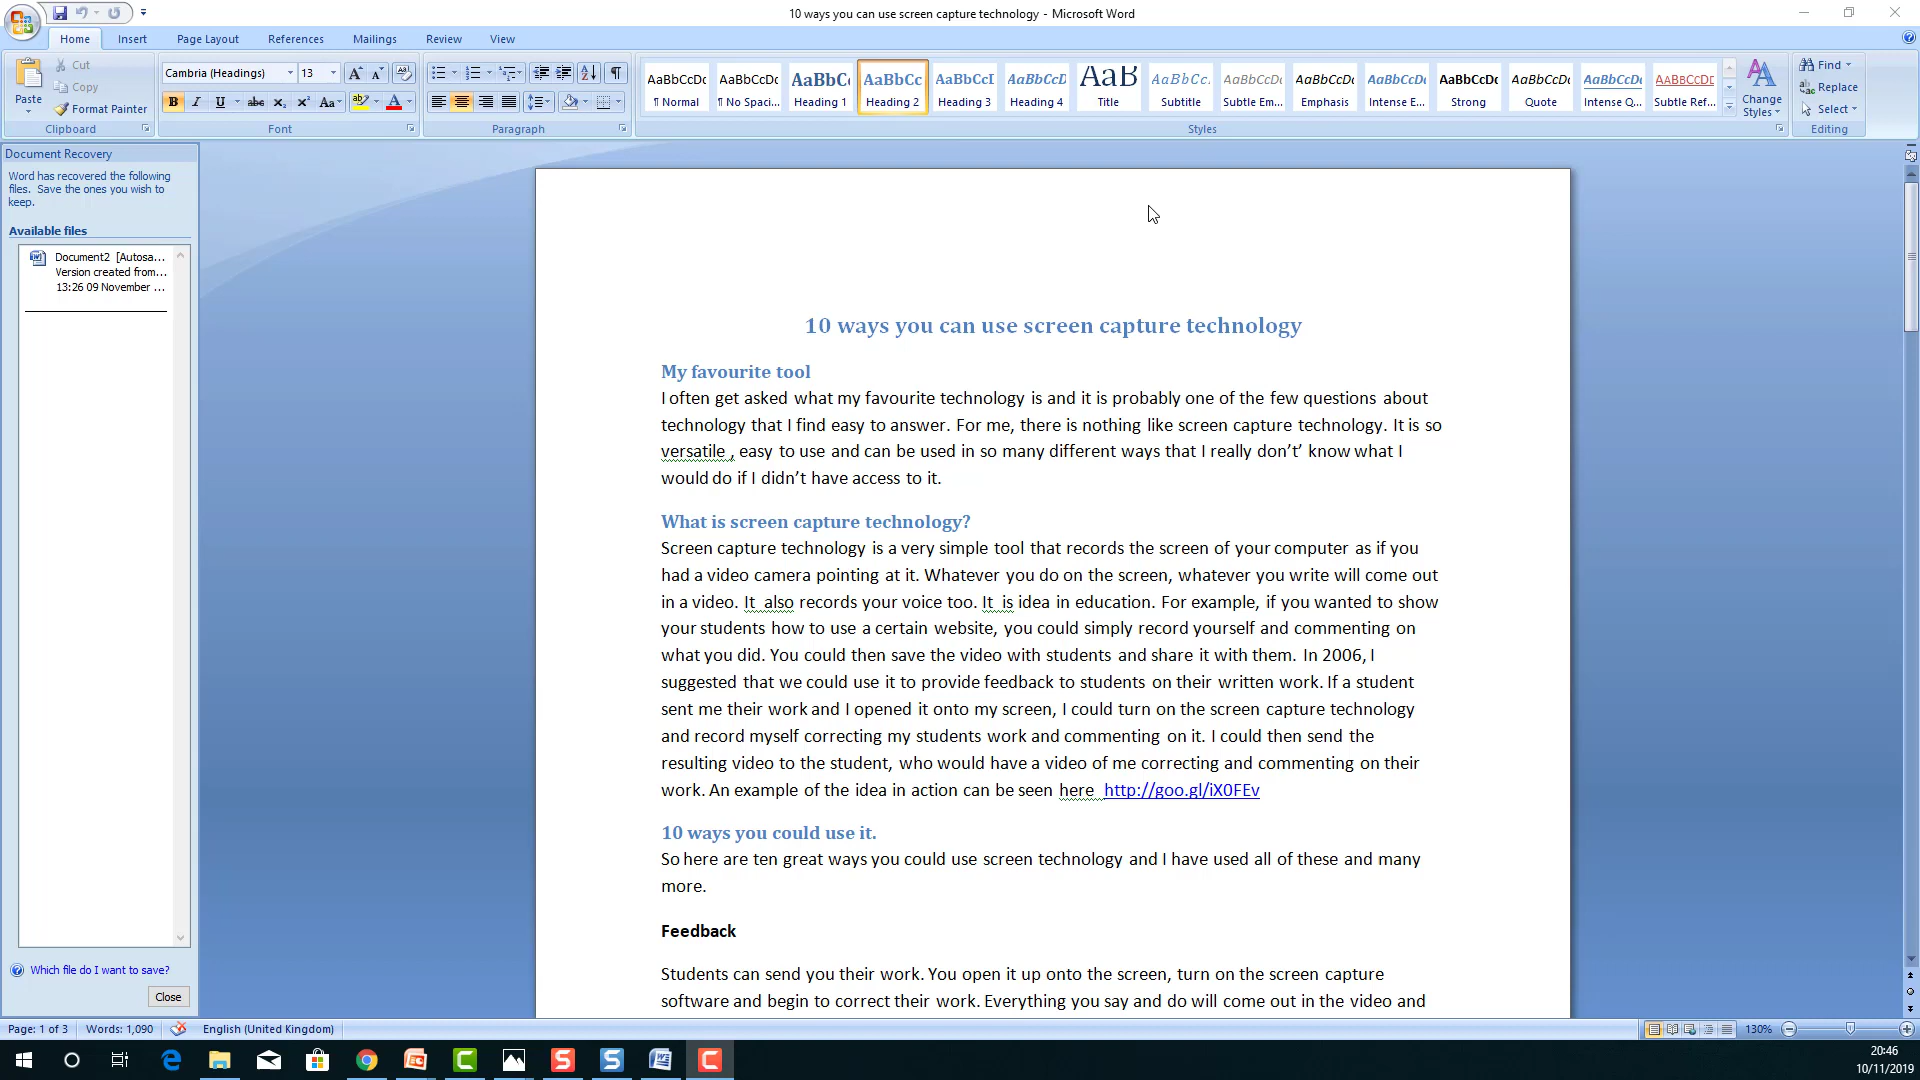 10 ways you can use screen capture technology - Microsoft Word
Home Insert Page Layout References Mailings Review View
Paste
Cut
Copy
Format Painter
Clipboard
Cambria (Headings) 13
Font
Paragraph
AaBbCcDc AaBbCcDc AaBbC AaBbCc AaBbCcD AaBbCcD AaB AaBbCc. AaBbCcDc AaBbCcDc AaBbCcDc AaBbCcDc AaBbCcDc AaBbCcDc AABBCCDD
¶ Normal ¶ No Spaci... Heading 1 Heading 2 Heading 3 Heading 4 Title Subtitle Subtle Em... Emphasis Intense E... Strong Quote Intense Q... Subtle Ref...
Change
Styles
Styles
Find
Replace
Select
Editing
Document Recovery
Word has recovered the following
files. Save the ones you wish to
keep.
Available files
Document2 [Autosa...
Version created from...
13:26 09 November ...
Which file do I want to save?
Close
10 ways you can use screen capture technology
My favourite tool
I often get asked what my favourite technology is and it is probably one of the few questions about
technology that I find easy to answer. For me, there is nothing like screen capture technology. It is so
versatile , easy to use and can be used in so many different ways that I really don’t’ know what I
would do if I didn’t have access to it.
What is screen capture technology?
Screen capture technology is a very simple tool that records the screen of your computer as if you
had a video camera pointing at it. Whatever you do on the screen, whatever you write will come out
in a video. It also records your voice too. It is idea in education. For example, if you wanted to show
your students how to use a certain website, you could simply record yourself and commenting on
what you did. You could then save the video with students and share it with them. In 2006, I
suggested that we could use it to provide feedback to students on their written work. If a student
sent me their work and I opened it onto my screen, I could turn on the screen capture technology
and record myself correcting my students work and commenting on it. I could then send the
resulting video to the student, who would have a video of me correcting and commenting on their
work. An example of the idea in action can be seen here http://goo.gl/iX0FEv
10 ways you could use it.
So here are ten great ways you could use screen technology and I have used all of these and many
more.
Feedback
Students can send you their work. You open it up onto the screen, turn on the screen capture
software and begin to correct their work. Everything you say and do will come out in the video and
Page: 1 of 3 Words: 1,090 English (United Kingdom) 130%
20:46
10/11/2019